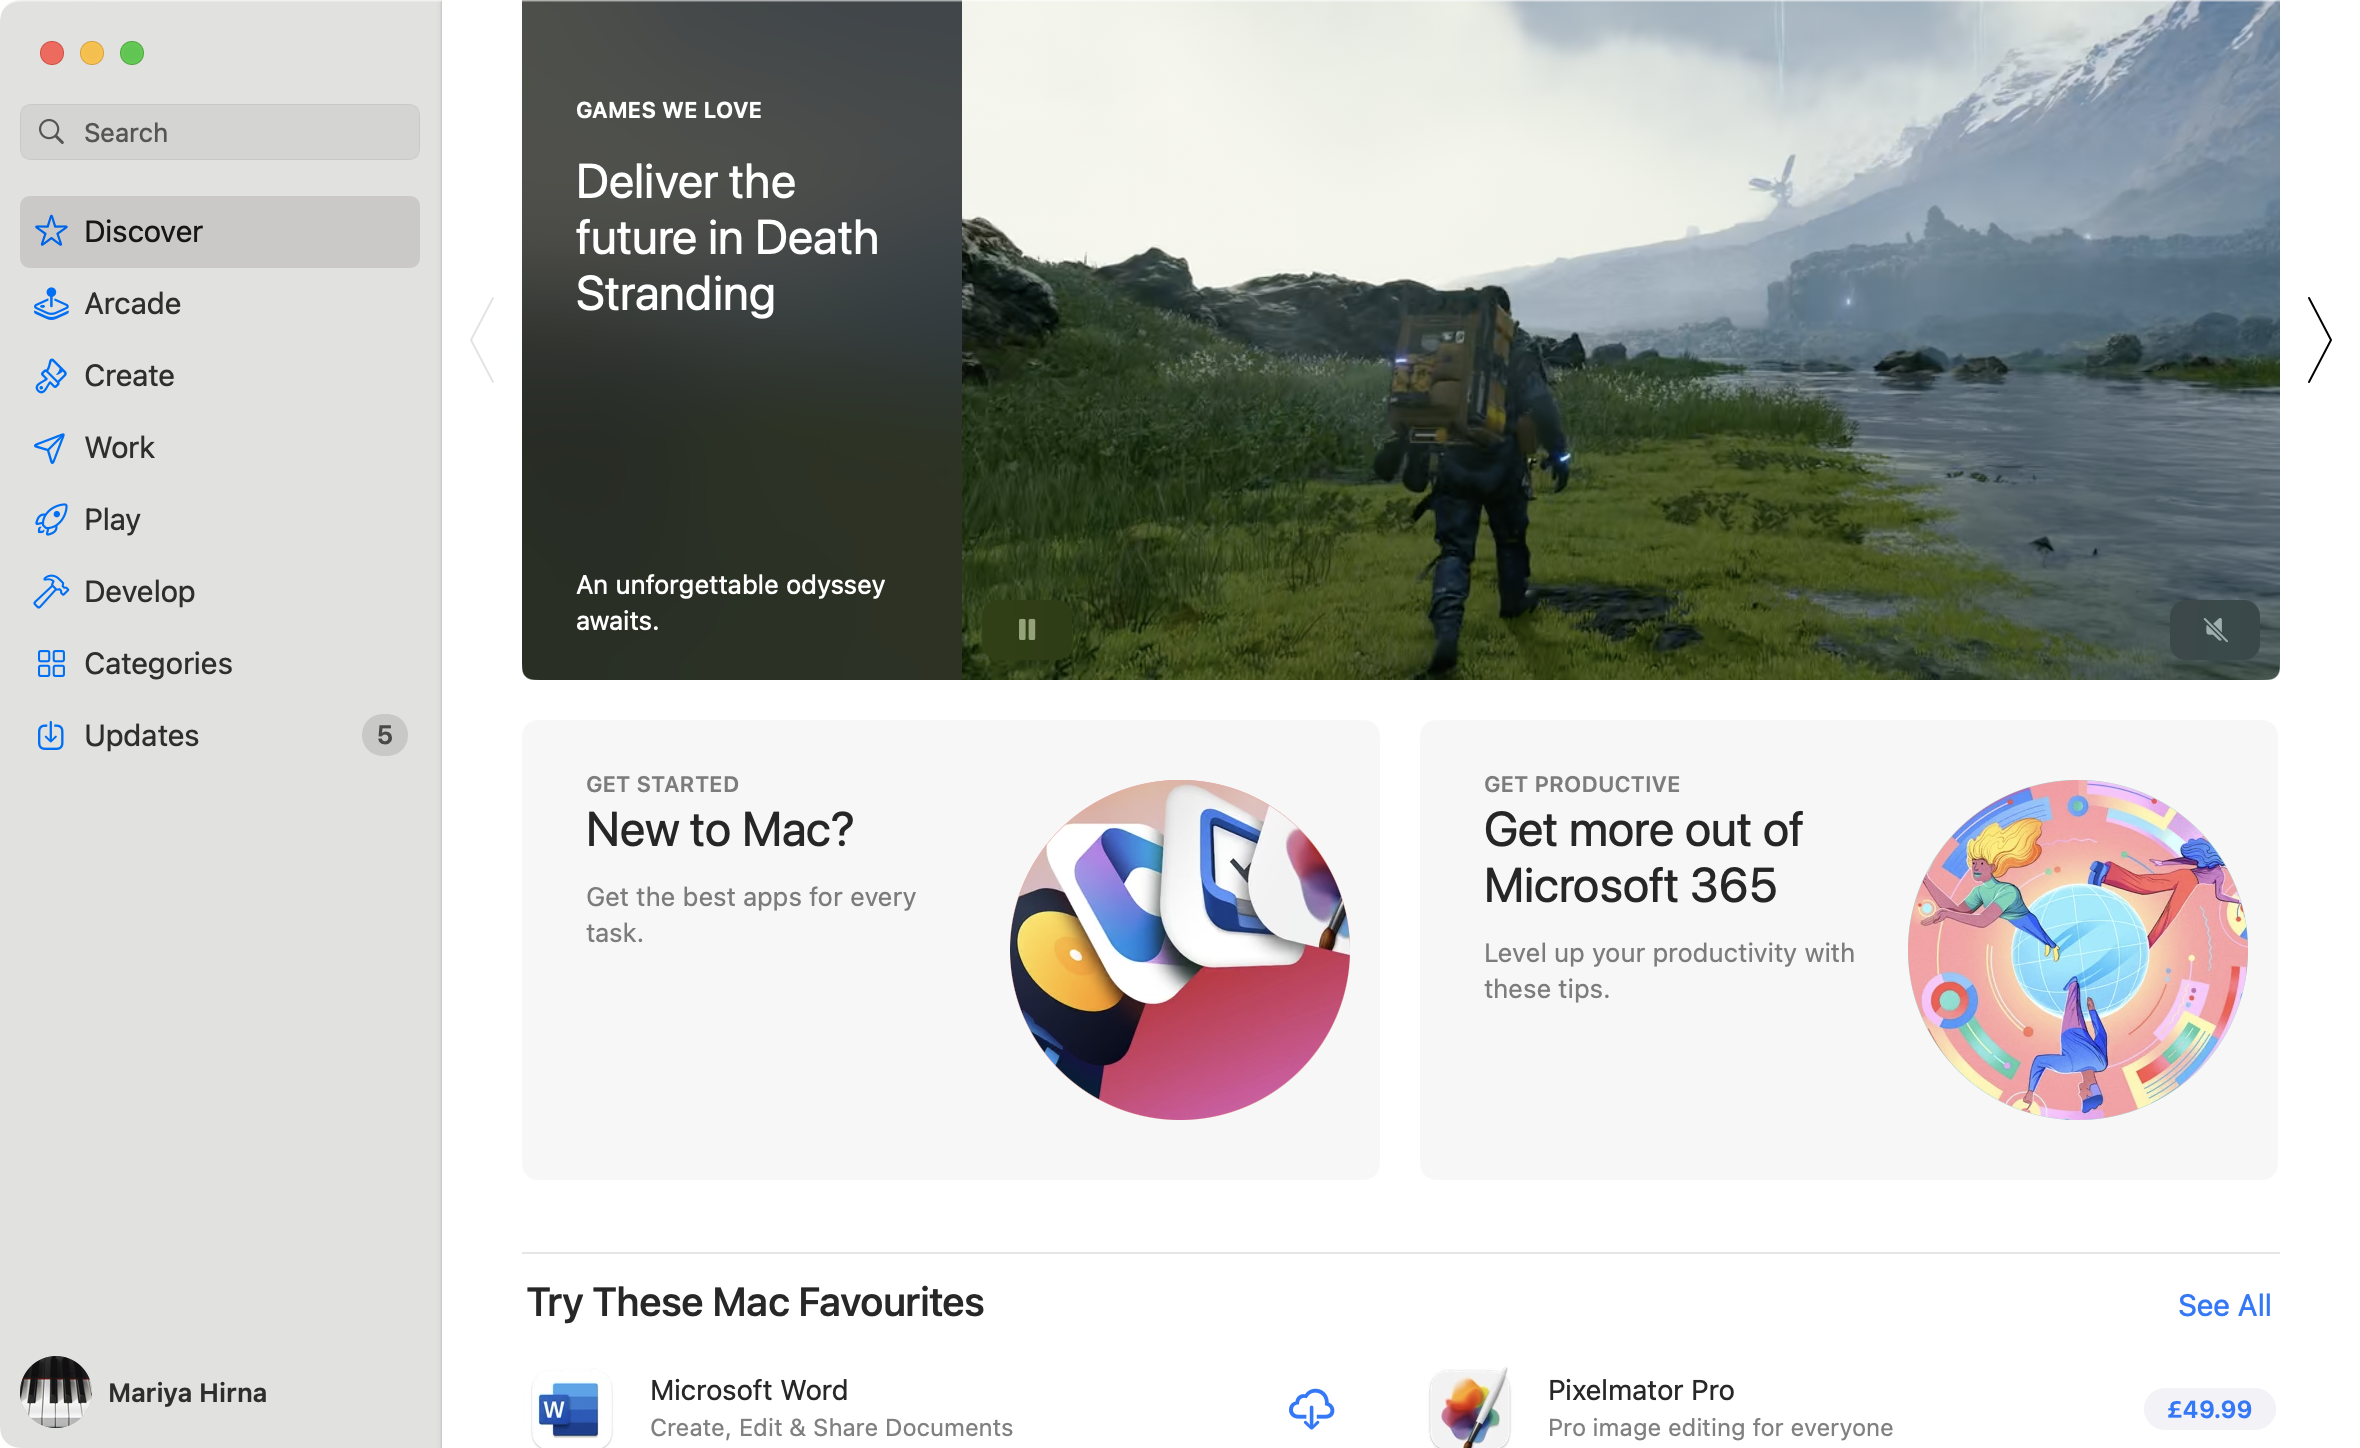 Search
Discover
Arcade
Create
Work
Play
Develop
Categories
Updates
5
Mariya Hirna
GAMES WE LOVE
Deliver the
future in Death
Stranding
An unforgettable odyssey
awaits.
GET STARTED
New to Mac?
Get the best apps for every
task.
GET PRODUCTIVE
Get more out of
Microsoft 365
Level up your productivity with
these tips.
Try These Mac Favourites
See All
W
Microsoft Word
Create, Edit & Share Documents
Pixelmator Pro
Pro image editing for everyone
£49.99